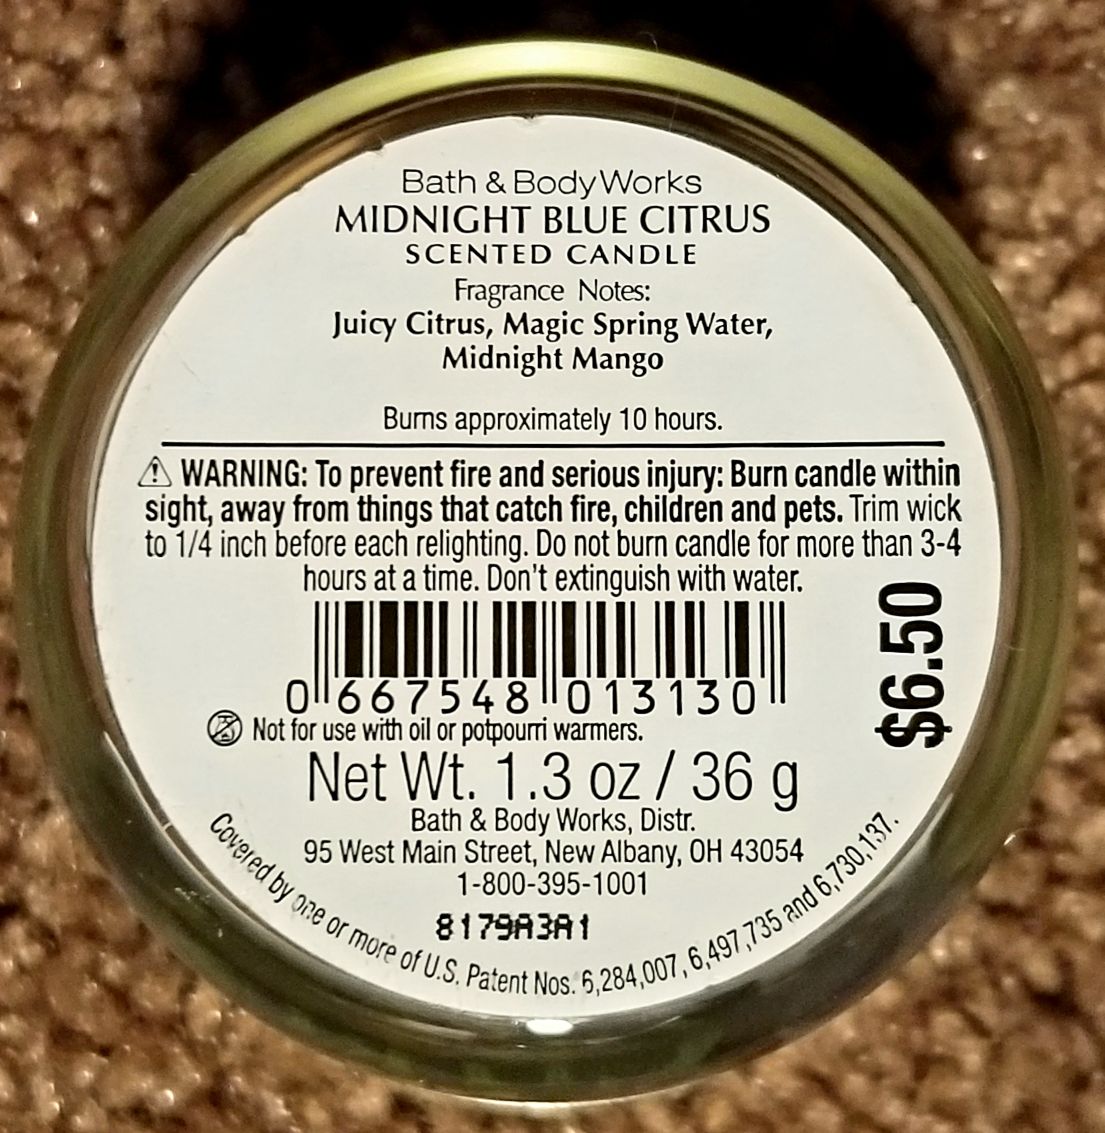 Bath & Body Works
MIDNIGHT BLUE CITRUS
SCENTED CANDLE
Fragrance Notes:
Juicy Citrus, Magic Spring Water,
Midnight Mango
Burns approximately 10 hours.
⚠ WARNING: To prevent fire and serious injury: Burn candle within
sight, away from things that catch fire, children and pets. Trim wick
to 1/4 inch before each relighting. Do not burn candle for more than 3-4
hours at a time. Don't extinguish with water.
$6.50
0 667548 013130
Not for use with oil or potpourri warmers.
Net Wt. 1.3 oz / 36 g
Bath & Body Works, Distr.
95 West Main Street, New Albany, OH 43054
1-800-395-1001
8179A3A1
Covered by one or more of U.S. Patent Nos. 6,284,007, 6,497,735 and 6,730,137.